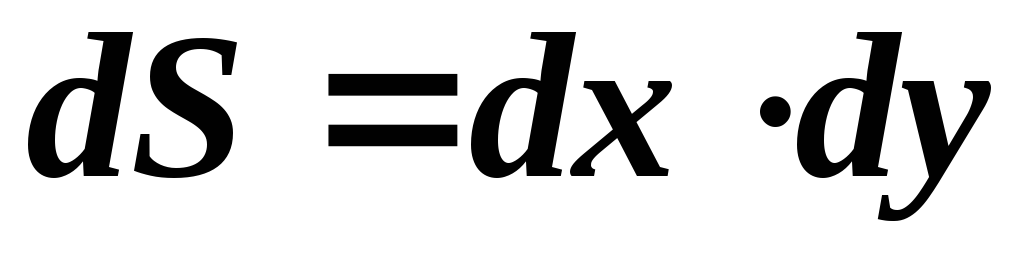 dS = dx · dy